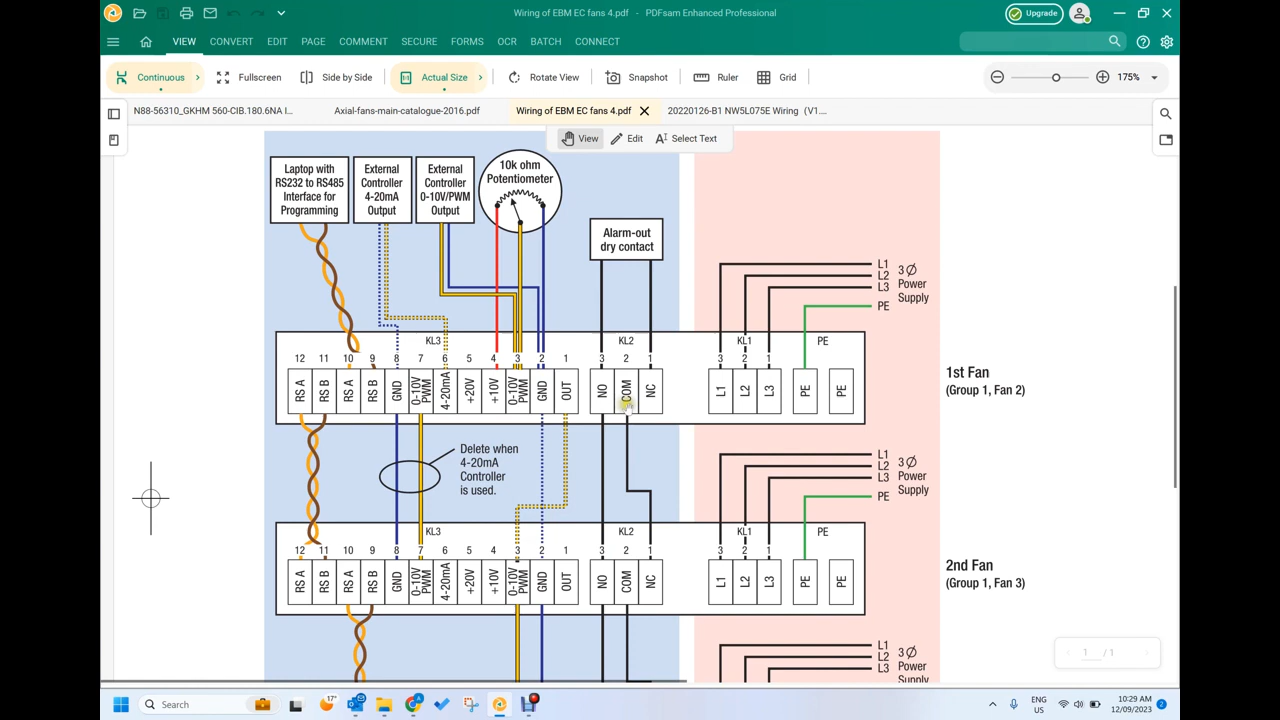 Wiring of EBM EC fans 4.pdf - PDFsam Enhanced Professional
Upgrade
VIEW CONVERT EDIT PAGE COMMENT SECURE FORMS OCR BATCH CONNECT
Continuous Fullscreen Side by Side Actual Size Rotate View Snapshot Ruler Grid 175%
N88-56310_GKHM 560-CIB.180.6NA I... Axial-fans-main-catalogue-2016.pdf Wiring of EBM EC fans 4.pdf 20220126-B1 NW5L075E Wiring（V1...
View Edit Select Text
Laptop with
RS232 to RS485
Interface for
Programming
External
Controller
4-20mA
Output
External
Controller
0-10V/PWM
Output
10k ohm
Potentiometer
Alarm-out
dry contact
L1
L2
L3
PE
3Ø
Power
Supply
KL3 KL2 KL1 PE
12 11 10 9 8 7 6 5 4 3 2 1 3 2 1 3 2 1
RS A RS B RS A RS B GND 0-10V PWM 4-20mA +20V +10V 0-10V PWM GND OUT NO COM NC L1 L2 L3 PE PE
1st Fan
(Group 1, Fan 2)
Delete when
4-20mA
Controller
is used.
L1
L2
L3
PE
3Ø
Power
Supply
KL3 KL2 KL1 PE
12 11 10 9 8 7 6 5 4 3 2 1 3 2 1 3 2 1
RS A RS B RS A RS B GND 0-10V PWM 4-20mA +20V +10V 0-10V PWM GND OUT NO COM NC L1 L2 L3 PE PE
2nd Fan
(Group 1, Fan 3)
L1
L2
L3
3Ø
Power
Supply
1 / 1
Search
17°
ENG
US
10:29 AM
12/09/2023
2